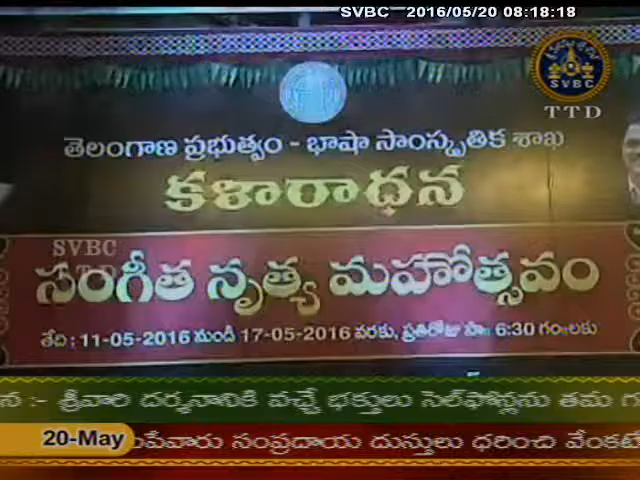 SVBC 2016/05/20 08:18:18
SVBC
TTD
తెలంగాణ ప్రభుత్వం - భాషా సాంస్కృతిక శాఖ
కళారాధన
SVBC
TTD
సంగీత నృత్య మహోత్సవం
తేది : 11-05-2016 నుండి 17-05-2016 వరకు, ప్రతిరోజు సా. 6:30 గం॥లకు
:- శ్రీవారి దర్శనానికి వచ్చే భక్తులు సెల్‌ఫోన్లను తమ
20-May
సంప్రదాయ దుస్తులు ధరించి